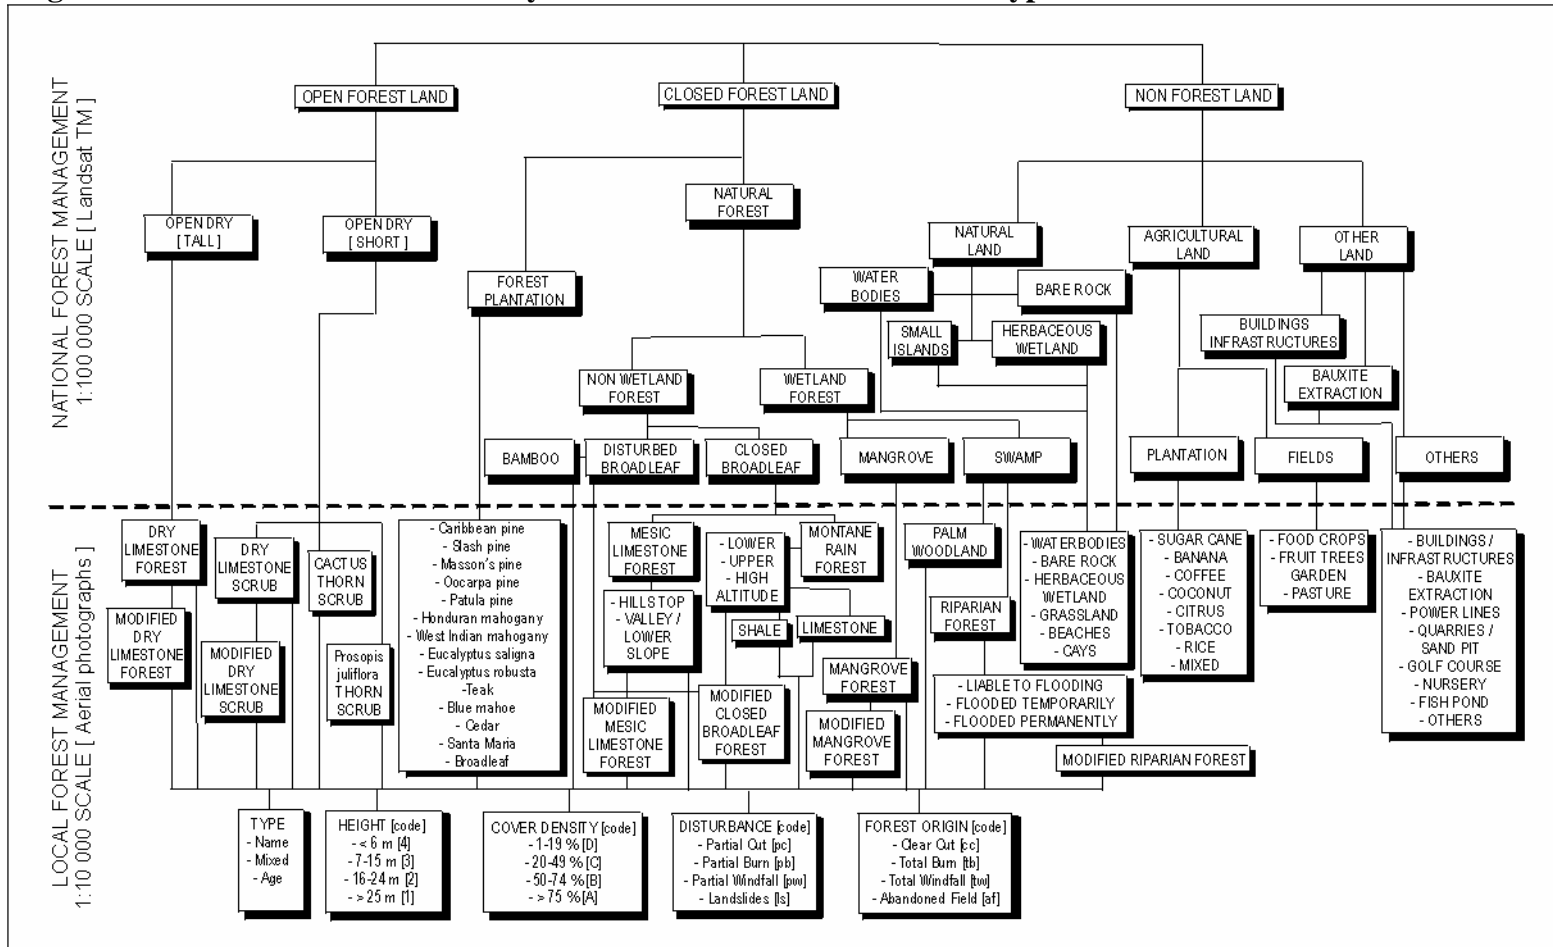 NATIONAL FOREST MANAGEMENT
1:100 000 SCALE [ Landsat TM ]
OPEN FOREST LAND
CLOSED FOREST LAND
NON FOREST LAND
OPEN DRY
[ TALL ]
OPEN DRY
[ SHORT ]
NATURAL
FOREST
FOREST
PLANTATION
NATURAL
LAND
AGRICULTURAL
LAND
OTHER
LAND
WATER
BODIES
BARE ROCK
SMALL
ISLANDS
HERBACEOUS
WETLAND
BUILDINGS
INFRASTRUCTURES
BAUXITE
EXTRACTION
NON WETLAND
FOREST
WETLAND
FOREST
BAMBOO
DISTURBED
BROADLEAF
CLOSED
BROADLEAF
MANGROVE
SWAMP
PLANTATION
FIELDS
OTHERS
LOCAL FOREST MANAGEMENT
1:10 000 SCALE [ Aerial photographs ]
DRY
LIMESTONE
FOREST
MODIFIED
DRY
LIMESTONE
FOREST
DRY
LIMESTONE
SCRUB
MODIFIED
DRY
LIMESTONE
SCRUB
CACTUS
THORN
SCRUB
Prosopis
juliflora
THORN
SCRUB
- Caribbean pine
- Slash pine
- Masson's pine
- Oocarpa pine
- Patula pine
- Honduran mahogany
- West Indian mahogany
- Eucalyptus saligna
- Eucalyptus robusta
-Teak
- Blue mahoe
- Cedar
- Santa Maria
- Broadleaf
MESIC
LIMESTONE
FOREST
- HILLSTOP
- VALLEY /
LOWER
SLOPE
MODIFIED
MESIC
LIMESTONE
FOREST
- LOWER
- UPPER
- HIGH
ALTITUDE
MONTANE
RAIN
FOREST
SHALE
LIMESTONE
MODIFIED
CLOSED
BROADLEAF
FOREST
MANGROVE
FOREST
MODIFIED
MANGROVE
FOREST
PALM
WOODLAND
RIPARIAN
FOREST
- LIABLE TO FLOODING
- FLOODED TEMPORARILY
- FLOODED PERMANENTLY
MODIFIED RIPARIAN FOREST
- WATERBODIES
- BARE ROCK
- HERBACEOUS
WETLAND
- GRASSLAND
- BEACHES
- CAYS
- SUGAR CANE
- BANANA
- COFFEE
- COCONUT
- CITRUS
- TOBACCO
- RICE
- MIXED
- FOOD CROPS
- FRUIT TREES
GARDEN
- PASTURE
- BUILDINGS /
INFRASTRUCTURES
- BAUXITE
EXTRACTION
- POWER LINES
- QUARRIES /
SAND PIT
- GOLF COURSE
- NURSERY
- FISH POND
- OTHERS
TYPE
- Name
- Mixed
- Age
HEIGHT [code]
- < 6 m [4]
- 7-15 m [3]
- 16-24 m [2]
- > 25 m [1]
COVER DENSITY [code]
- 1-19 % [D]
- 20-49 % [C]
- 50-74 % [B]
- > 75 % [A]
DISTURBANCE [code]
- Partial Cut [pc]
- Partial Burn [pb]
- Partial Windfall [pw]
- Landslides [ls]
FOREST ORIGIN [code]
- Clear Cut [cc]
- Total Burn [tb]
- Total Windfall [tw]
- Abandoned Field [af]